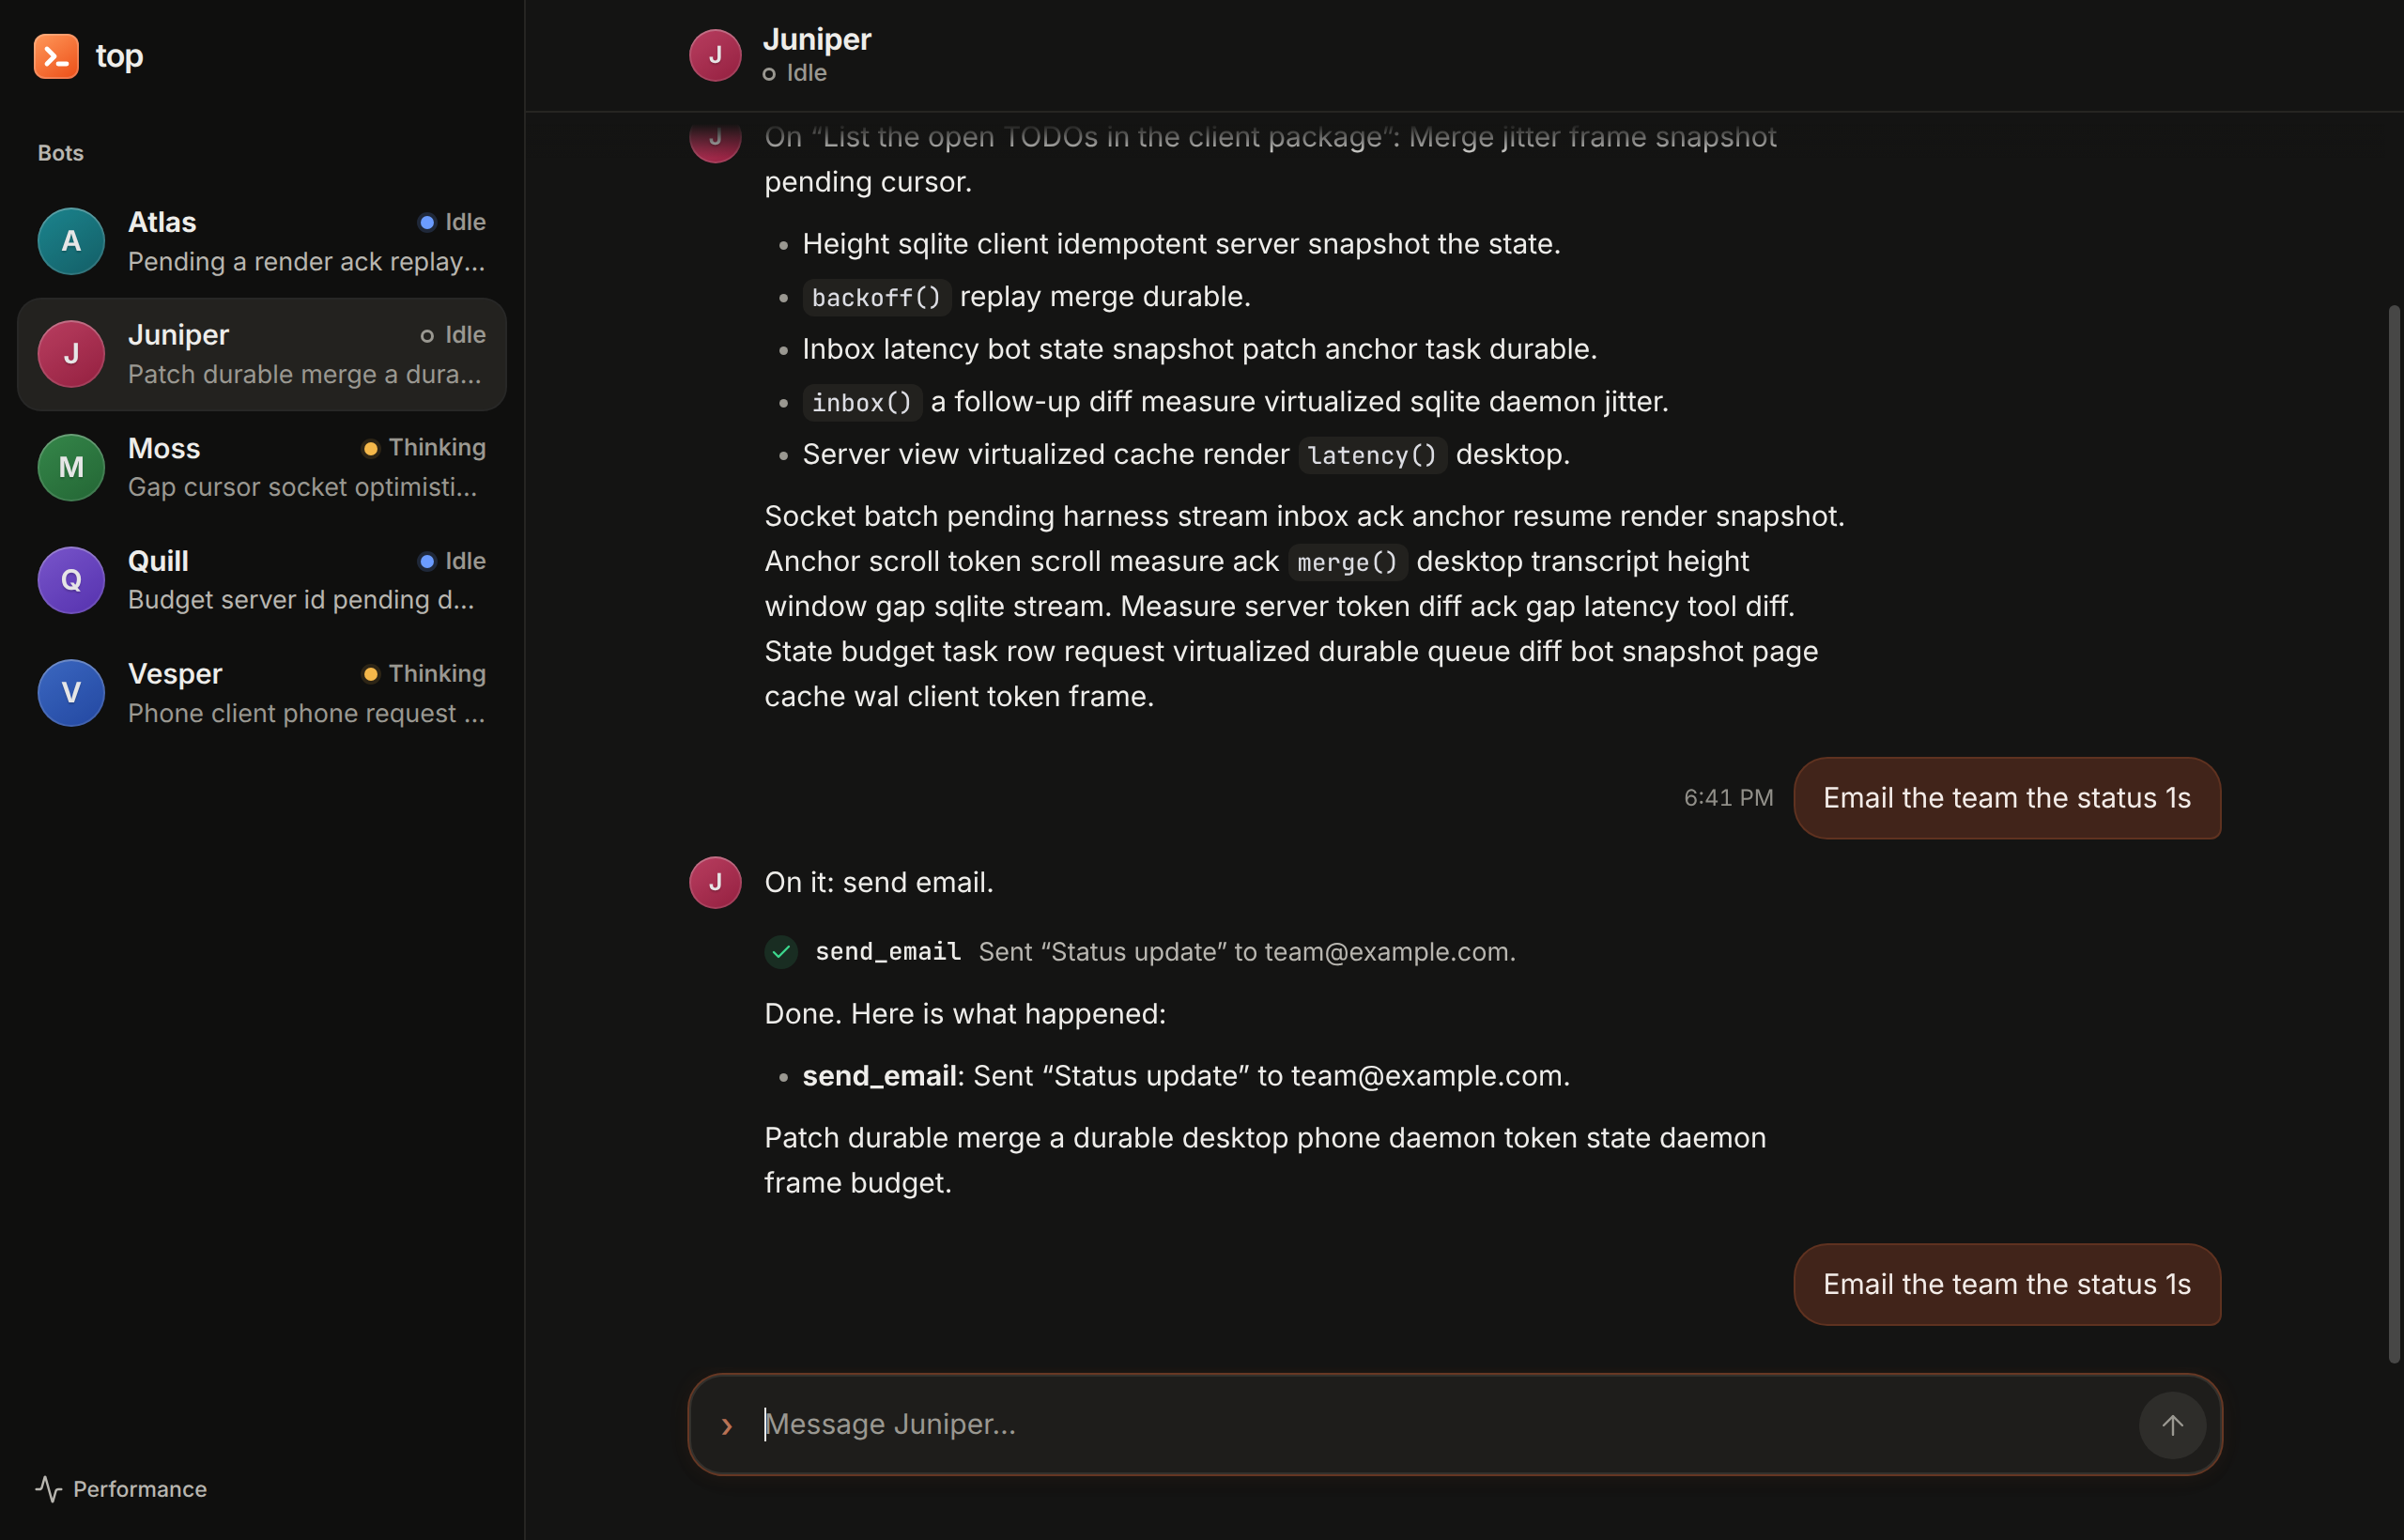 top
Bots
A
Atlas
Idle
Pending a render ack replay...
J
Juniper
Idle
Patch durable merge a dura...
M
Moss
Thinking
Gap cursor socket optimisti...
Q
Quill
Idle
Budget server id pending d...
V
Vesper
Thinking
Phone client phone request ...
Performance
J
Juniper
Idle
J
On “List the open TODOs in the client package”: Merge jitter frame snapshot
pending cursor.
• Height sqlite client idempotent server snapshot the state.
• backoff() replay merge durable.
• Inbox latency bot state snapshot patch anchor task durable.
• inbox() a follow-up diff measure virtualized sqlite daemon jitter.
• Server view virtualized cache render latency() desktop.
Socket batch pending harness stream inbox ack anchor resume render snapshot.
Anchor scroll token scroll measure ack merge() desktop transcript height
window gap sqlite stream. Measure server token diff ack gap latency tool diff.
State budget task row request virtualized durable queue diff bot snapshot page
cache wal client token frame.
6:41 PM
Email the team the status 1s
J
On it: send email.
send_email Sent “Status update” to team@example.com.
Done. Here is what happened:
• send_email: Sent “Status update” to team@example.com.
Patch durable merge a durable desktop phone daemon token state daemon
frame budget.
Email the team the status 1s
› Message Juniper...